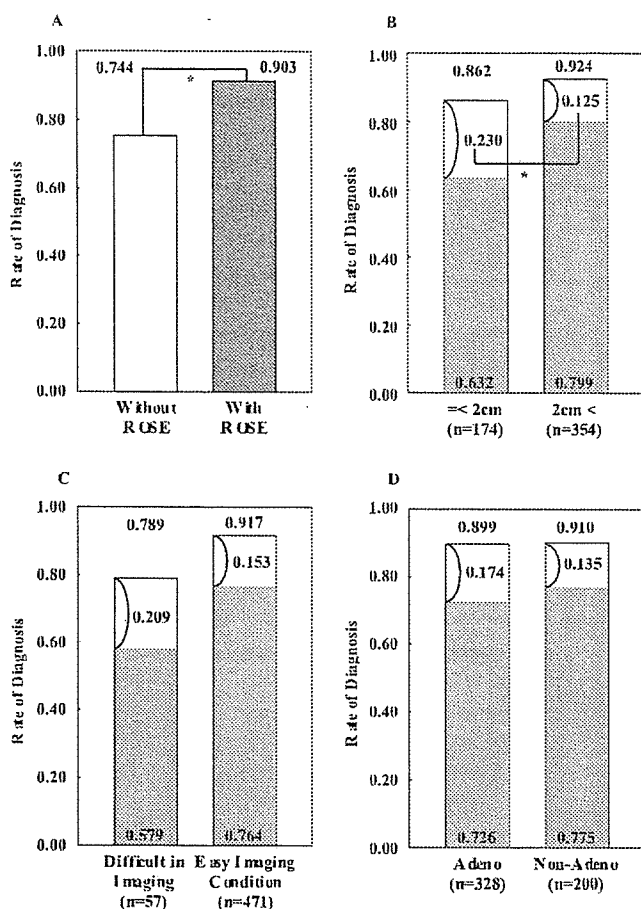 A
1.00
0.80
0.60
0.40
0.20
0.00
Rate of Diagnosis
0.744
0.903
*
Without ROSE
With ROSE
B
1.00
0.80
0.60
0.40
0.20
0.00
Rate of Diagnosis
0.862
0.924
0.230
0.125
*
0.632
0.799
=< 2cm
(n=174)
2cm <
(n=354)
C
1.00
0.80
0.60
0.40
0.20
0.00
Rate of Diagnosis
0.789
0.917
0.209
0.153
0.579
0.764
Difficult in
Imaging
(n=57)
Easy Imaging
Condition
(n=471)
D
1.00
0.80
0.60
0.40
0.20
0.00
Rate of Diagnosis
0.899
0.910
0.174
0.135
0.726
0.775
Adeno
(n=328)
Non-Adeno
(n=200)